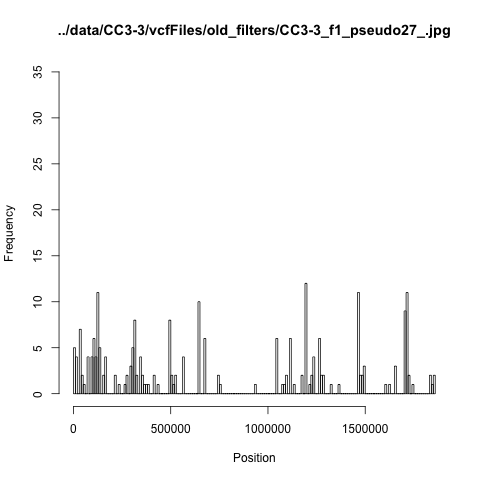 ../data/CC3-3/vcfFiles/old_filters/CC3-3_f1_pseudo27_.jpg
35
30
25
20
15
10
5
0
Frequency
0 500000 1000000 1500000
Position